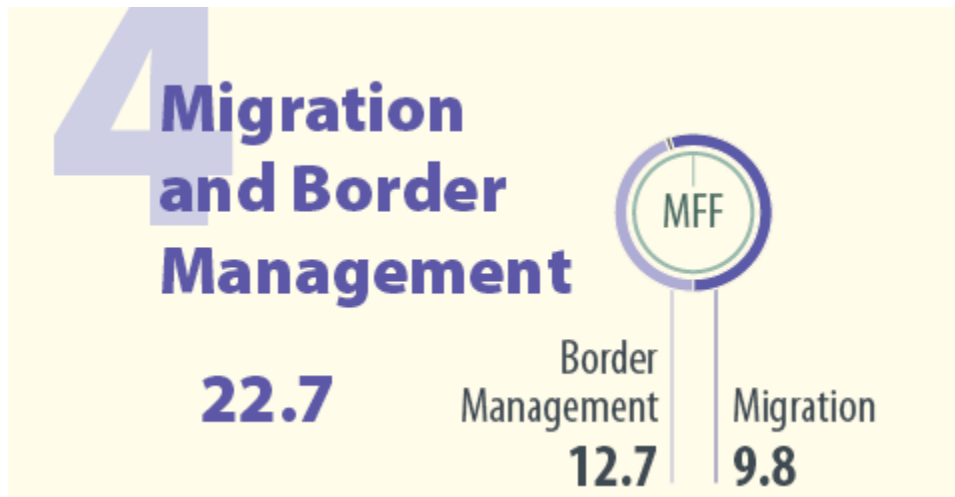 4
Migration
and Border
Management
22.7
MFF
Border
Management
12.7
Migration
9.8